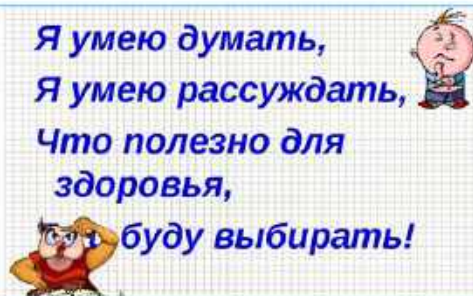 Я умею думать,
Я умею рассуждать,
Что полезно для
здоровья,
буду выбирать!